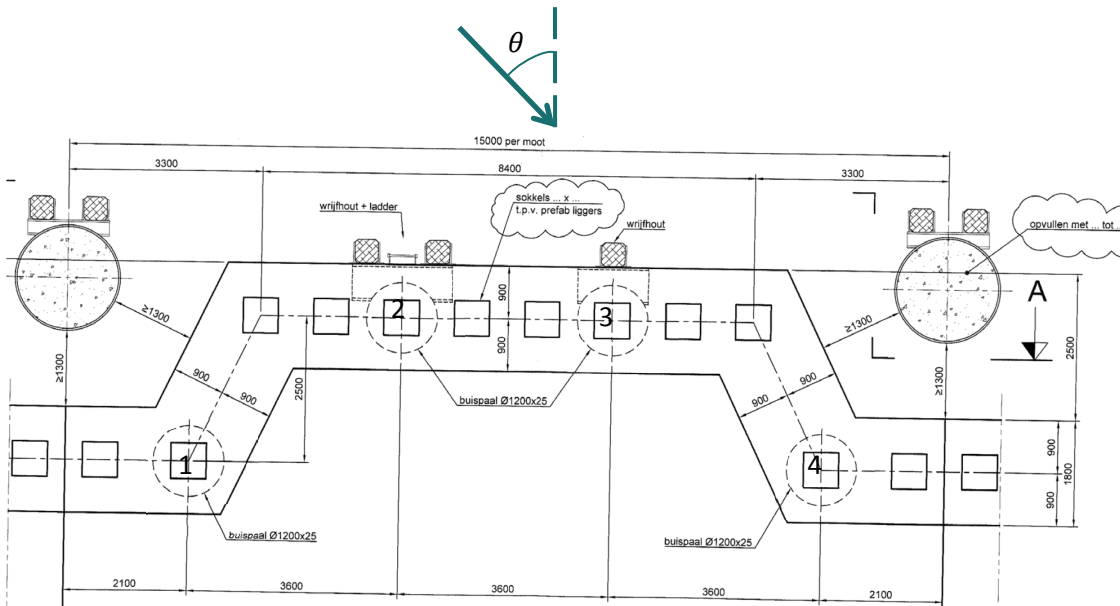 θ
15000 per moot
3300
8400
3300
sokkels ... x ...
t.p.v. prefab liggers
wrijfhout + ladder
wrijfhout
opvullen met ... tot ..
A
≥1300
900
2
3
≥1300
≥1300
900
900
900
2500
buispaal Ø1200x25
900
900
≥1300
2500
1
4
900
900
1800
buispaal Ø1200x25
buispaal Ø1200x25
2100
3600
3600
3600
2100